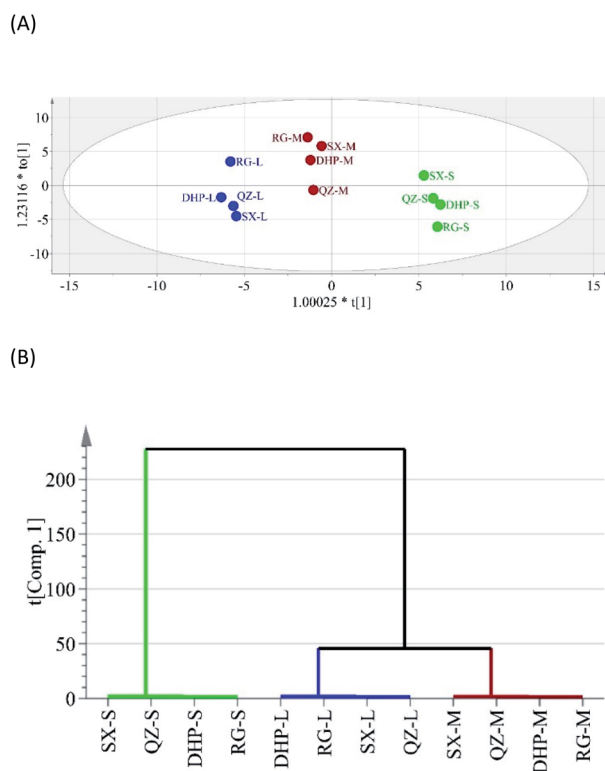 (A)
1.23116 * to[1]
10
5
0
-5
-10
RG-M
SX-M
DHP-M
QZ-M
RG-L
DHP-L
QZ-L
SX-L
SX-S
QZ-S
DHP-S
RG-S
-15 -10 -5 0 5 10 15
1.00025 * t[1]
(B)
t[Comp. 1]
200
150
100
50
0
SX-S QZ-S DHP-S RG-S DHP-L RG-L SX-L QZ-L SX-M QZ-M DHP-M RG-M